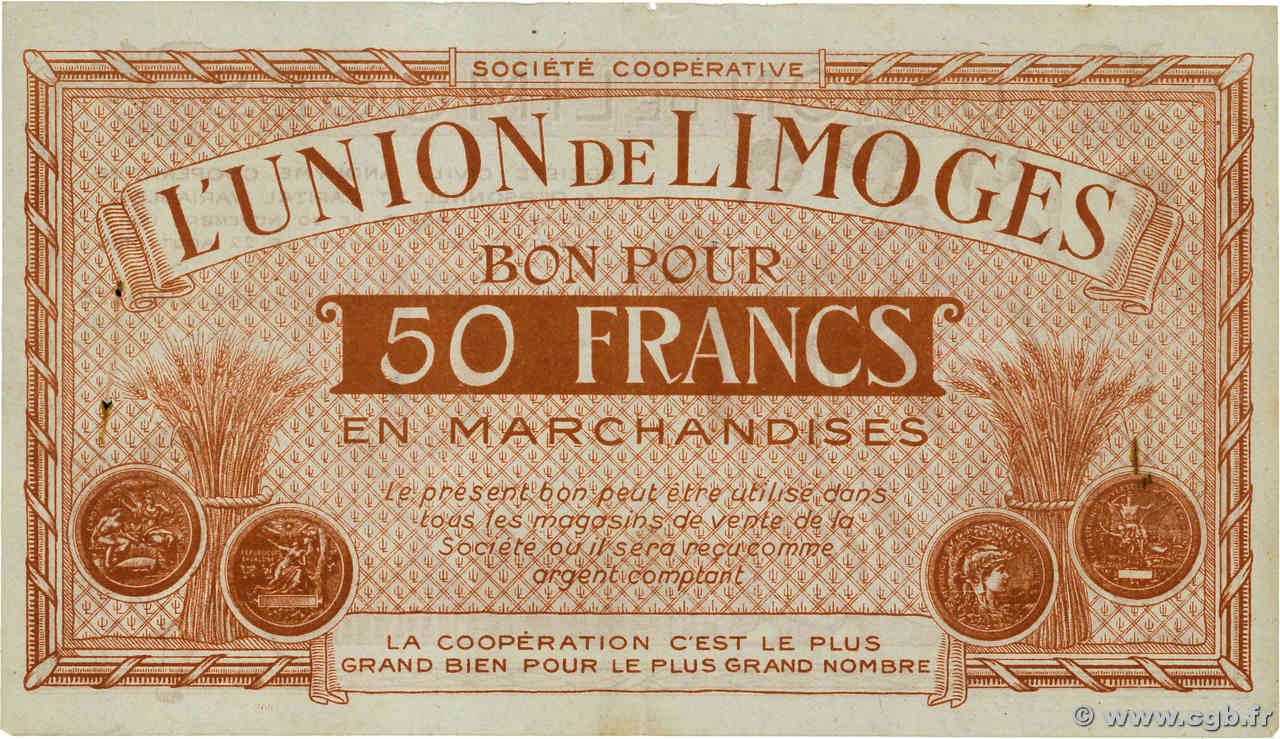 SOCIÉTÉ COOPÉRATIVE
L'UNION DE LIMOGES
BON POUR
50 FRANCS
EN MARCHANDISES
Le présent bon peut être utilisé dans
tous les magasins de vente de la
Société où il sera reçu comme
argent comptant
LA COOPÉRATION C'EST LE PLUS
GRAND BIEN POUR LE PLUS GRAND NOMBRE
© www.cgb.fr